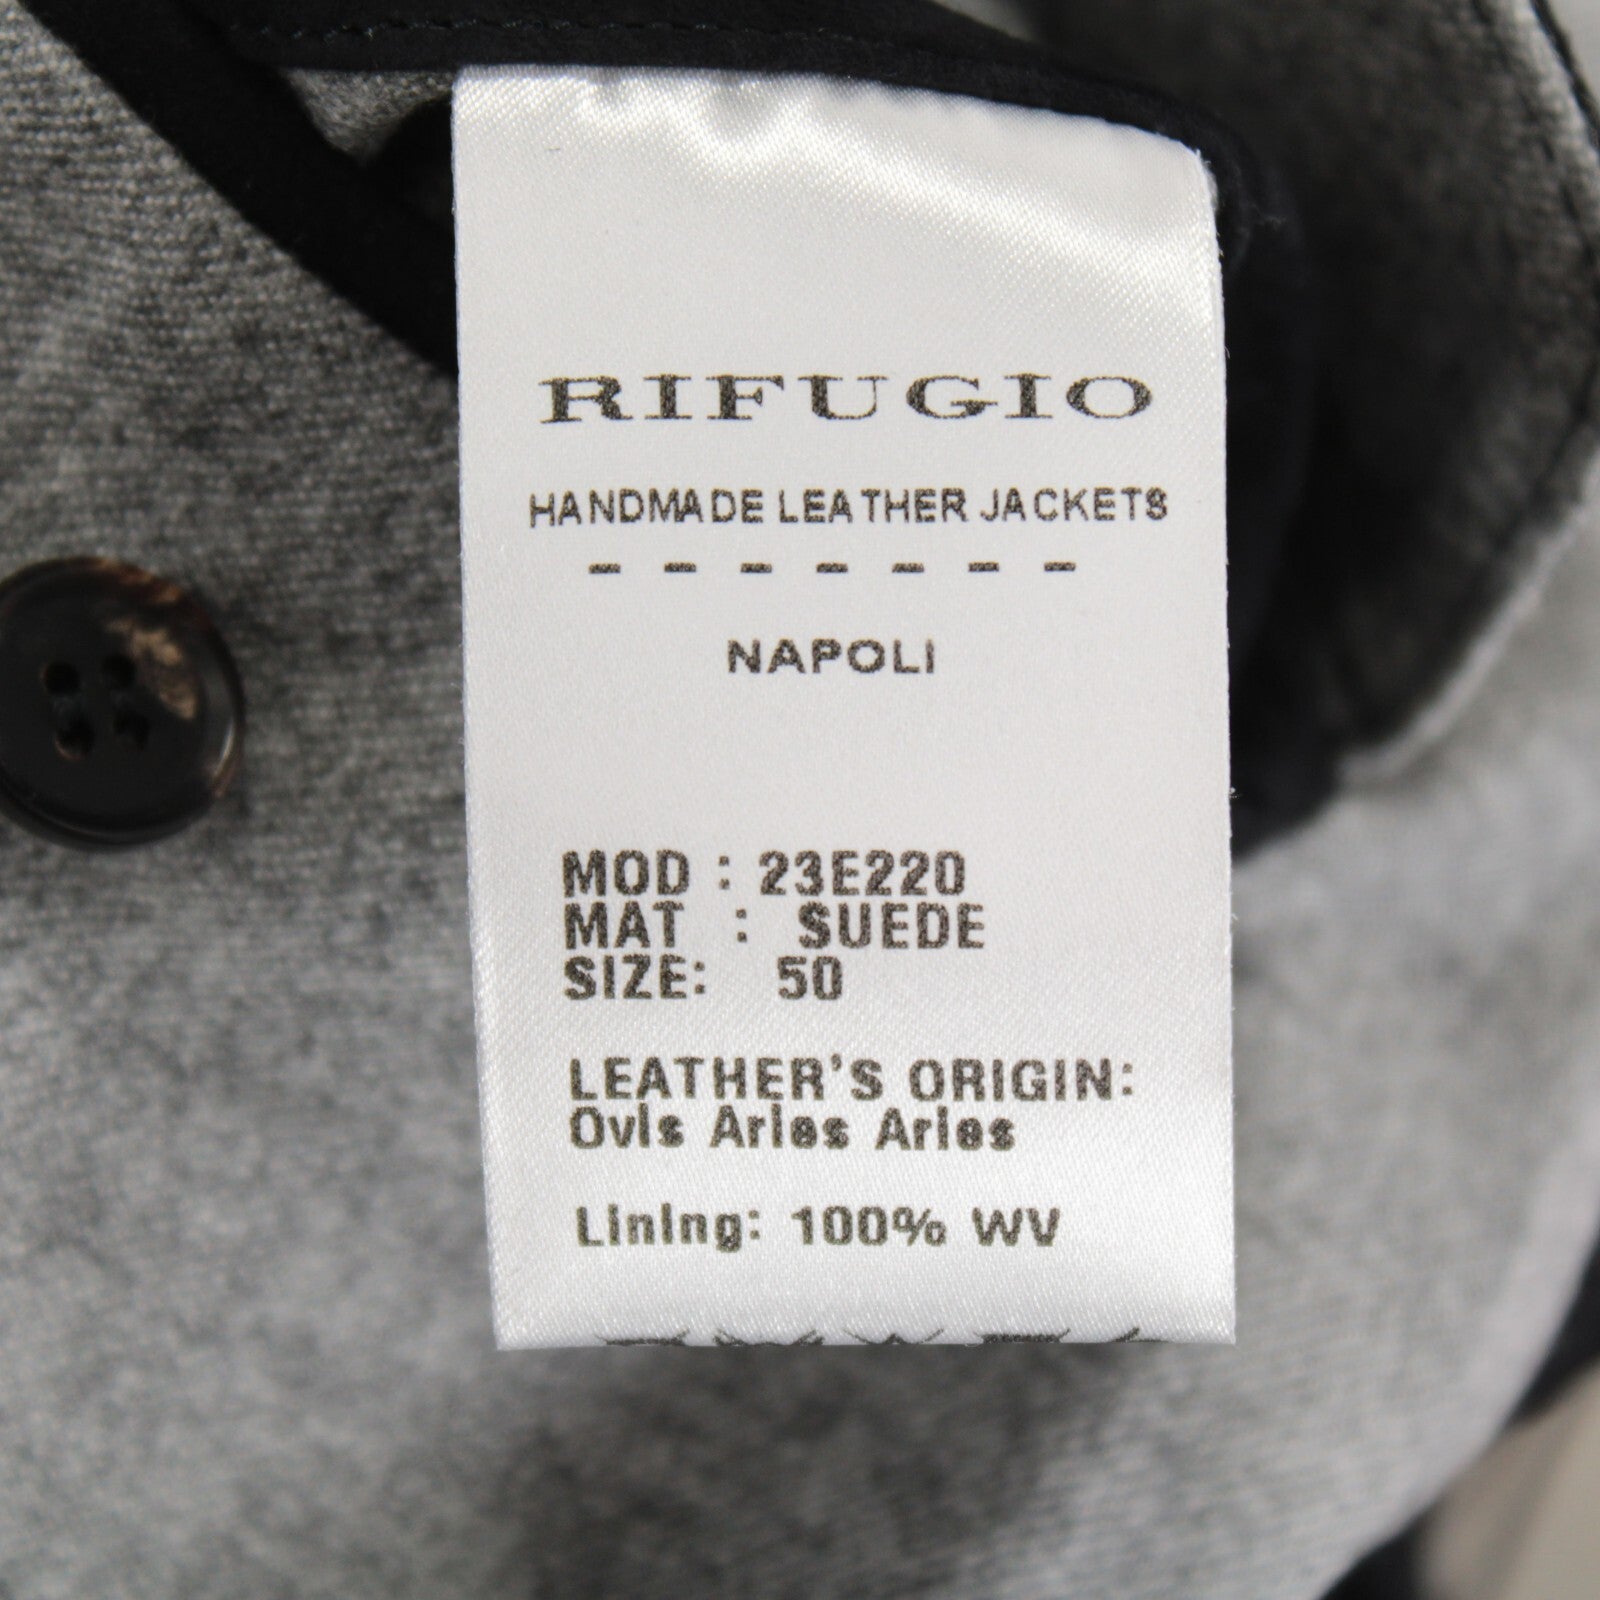 RIFUGIO
HANDMADE LEATHER JACKETS
- - - - - - -
NAPOLI
MOD : 23E220
MAT : SUEDE
SIZE: 50
LEATHER'S ORIGIN:
Ovis Aries Aries
Lining: 100% WV